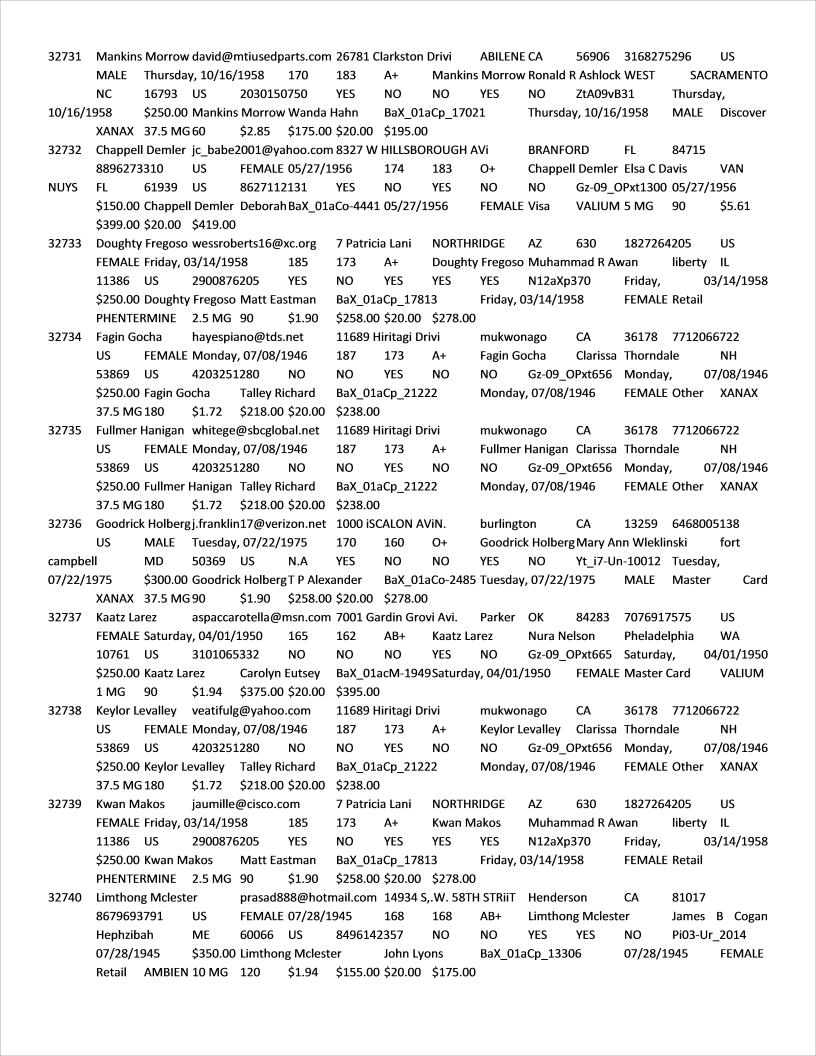 32731 Mankins Morrow david@mtiusedparts.com 26781 Clarkston Drivi ABILENE CA 56906 3168275296 US
MALE Thursday, 10/16/1958 170 183 A+ Mankins Morrow Ronald R Ashlock WEST SACRAMENTO
NC 16793 US 2030150750 YES NO NO YES NO ZtA09vB31 Thursday,
10/16/1958 $250.00 Mankins Morrow Wanda Hahn BaX_01aCp_17021 Thursday, 10/16/1958 MALE Discover
XANAX 37.5 MG 60 $2.85 $175.00 $20.00 $195.00
32732 Chappell Demler jc_babe2001@yahoo.com 8327 W HILLSBOROUGH AVi BRANFORD FL 84715
8896273310 US FEMALE 05/27/1956 174 183 O+ Chappell Demler Elsa C Davis VAN
NUYS FL 61939 US 8627112131 YES NO YES NO NO Gz-09_OPxt1300 05/27/1956
$150.00 Chappell Demler Deborah BaX_01aCo-4441 05/27/1956 FEMALE Visa VALIUM 5 MG 90 $5.61
$399.00 $20.00 $419.00
32733 Doughty Fregoso wessroberts16@xc.org 7 Patricia Lani NORTHRIDGE AZ 630 1827264205 US
FEMALE Friday, 03/14/1958 185 173 A+ Doughty Fregoso Muhammad R Awan liberty IL
11386 US 2900876205 YES NO YES YES YES N12aXp370 Friday, 03/14/1958
$250.00 Doughty Fregoso Matt Eastman BaX_01aCp_17813 Friday, 03/14/1958 FEMALE Retail
PHENTERMINE 2.5 MG 90 $1.90 $258.00 $20.00 $278.00
32734 Fagin Gocha hayespiano@tds.net 11689 Hiritagi Drivi mukwonago CA 36178 7712066722
US FEMALE Monday, 07/08/1946 187 173 A+ Fagin Gocha Clarissa Thorndale NH
53869 US 4203251280 NO NO YES NO NO Gz-09_OPxt656 Monday, 07/08/1946
$250.00 Fagin Gocha Talley Richard BaX_01aCp_21222 Monday, 07/08/1946 FEMALE Other XANAX
37.5 MG 180 $1.72 $218.00 $20.00 $238.00
32735 Fullmer Hanigan whitege@sbcglobal.net 11689 Hiritagi Drivi mukwonago CA 36178 7712066722
US FEMALE Monday, 07/08/1946 187 173 A+ Fullmer Hanigan Clarissa Thorndale NH
53869 US 4203251280 NO NO YES NO NO Gz-09_OPxt656 Monday, 07/08/1946
$250.00 Fullmer Hanigan Talley Richard BaX_01aCp_21222 Monday, 07/08/1946 FEMALE Other XANAX
37.5 MG 180 $1.72 $218.00 $20.00 $238.00
32736 Goodrick Holberg j.franklin17@verizon.net 1000 iSCALON AViN. burlington CA 13259 6468005138
US MALE Tuesday, 07/22/1975 170 160 O+ Goodrick Holberg Mary Ann Wleklinski fort
campbell MD 50369 US N.A YES NO NO YES NO Yt_i7-Un-10012 Tuesday,
07/22/1975 $300.00 Goodrick Holberg T P Alexander BaX_01aCo-2485 Tuesday, 07/22/1975 MALE Master Card
XANAX 37.5 MG 90 $1.90 $258.00 $20.00 $278.00
32737 Kaatz Larez aspaccarotella@msn.com 7001 Gardin Grovi Avi. Parker OK 84283 7076917575 US
FEMALE Saturday, 04/01/1950 165 162 AB+ Kaatz Larez Nura Nelson Pheladelphia WA
10761 US 3101065332 NO NO NO YES NO Gz-09_OPxt665 Saturday, 04/01/1950
$250.00 Kaatz Larez Carolyn Eutsey BaX_01acM-1949 Saturday, 04/01/1950 FEMALE Master Card VALIUM
1 MG 90 $1.94 $375.00 $20.00 $395.00
32738 Keylor Levalley veatifulg@yahoo.com 11689 Hiritagi Drivi mukwonago CA 36178 7712066722
US FEMALE Monday, 07/08/1946 187 173 A+ Keylor Levalley Clarissa Thorndale NH
53869 US 4203251280 NO NO YES NO NO Gz-09_OPxt656 Monday, 07/08/1946
$250.00 Keylor Levalley Talley Richard BaX_01aCp_21222 Monday, 07/08/1946 FEMALE Other XANAX
37.5 MG 180 $1.72 $218.00 $20.00 $238.00
32739 Kwan Makos jaumille@cisco.com 7 Patricia Lani NORTHRIDGE AZ 630 1827264205 US
FEMALE Friday, 03/14/1958 185 173 A+ Kwan Makos Muhammad R Awan liberty IL
11386 US 2900876205 YES NO YES YES YES N12aXp370 Friday, 03/14/1958
$250.00 Kwan Makos Matt Eastman BaX_01aCp_17813 Friday, 03/14/1958 FEMALE Retail
PHENTERMINE 2.5 MG 90 $1.90 $258.00 $20.00 $278.00
32740 Limthong Mclester prasad888@hotmail.com 14934 S,.W. 58TH STRiiT Henderson CA 81017
8679693791 US FEMALE 07/28/1945 168 168 AB+ Limthong Mclester James B Cogan
Hephzibah ME 60066 US 8496142357 NO NO YES YES NO Pi03-Ur_2014
07/28/1945 $350.00 Limthong Mclester John Lyons BaX_01aCp_13306 07/28/1945 FEMALE
Retail AMBIEN 10 MG 120 $1.94 $155.00 $20.00 $175.00